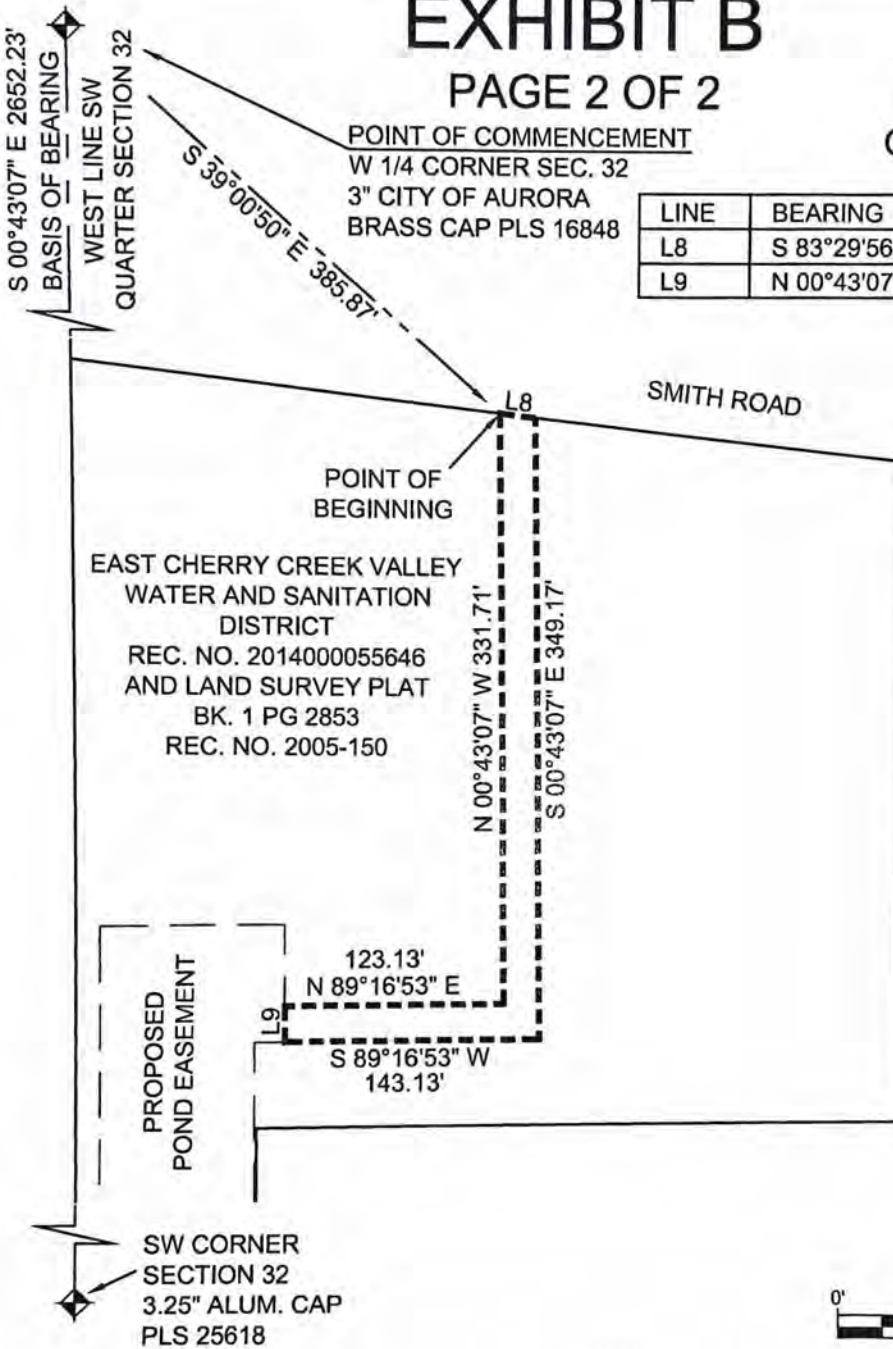 EXHIBIT B
PAGE 2 OF 2
S 00°43'07" E 2652.23'
BASIS OF BEARING
WEST LINE SW
QUARTER SECTION 32
POINT OF COMMENCEMENT
W 1/4 CORNER SEC. 32
3" CITY OF AURORA
BRASS CAP PLS 16848
S 39°00'50" E 385.87'
LINE BEARING
L8 S 83°29'56
L9 N 00°43'07
L8
SMITH ROAD
POINT OF
BEGINNING
EAST CHERRY CREEK VALLEY
WATER AND SANITATION
DISTRICT
REC. NO. 2014000055646
AND LAND SURVEY PLAT
BK. 1 PG 2853
REC. NO. 2005-150
N 00°43'07" W 331.71'
S 00°43'07" E 349.17'
123.13'
N 89°16'53" E
L9
S 89°16'53" W
143.13'
PROPOSED
POND EASEMENT
SW CORNER
SECTION 32
3.25" ALUM. CAP
PLS 25618
0'